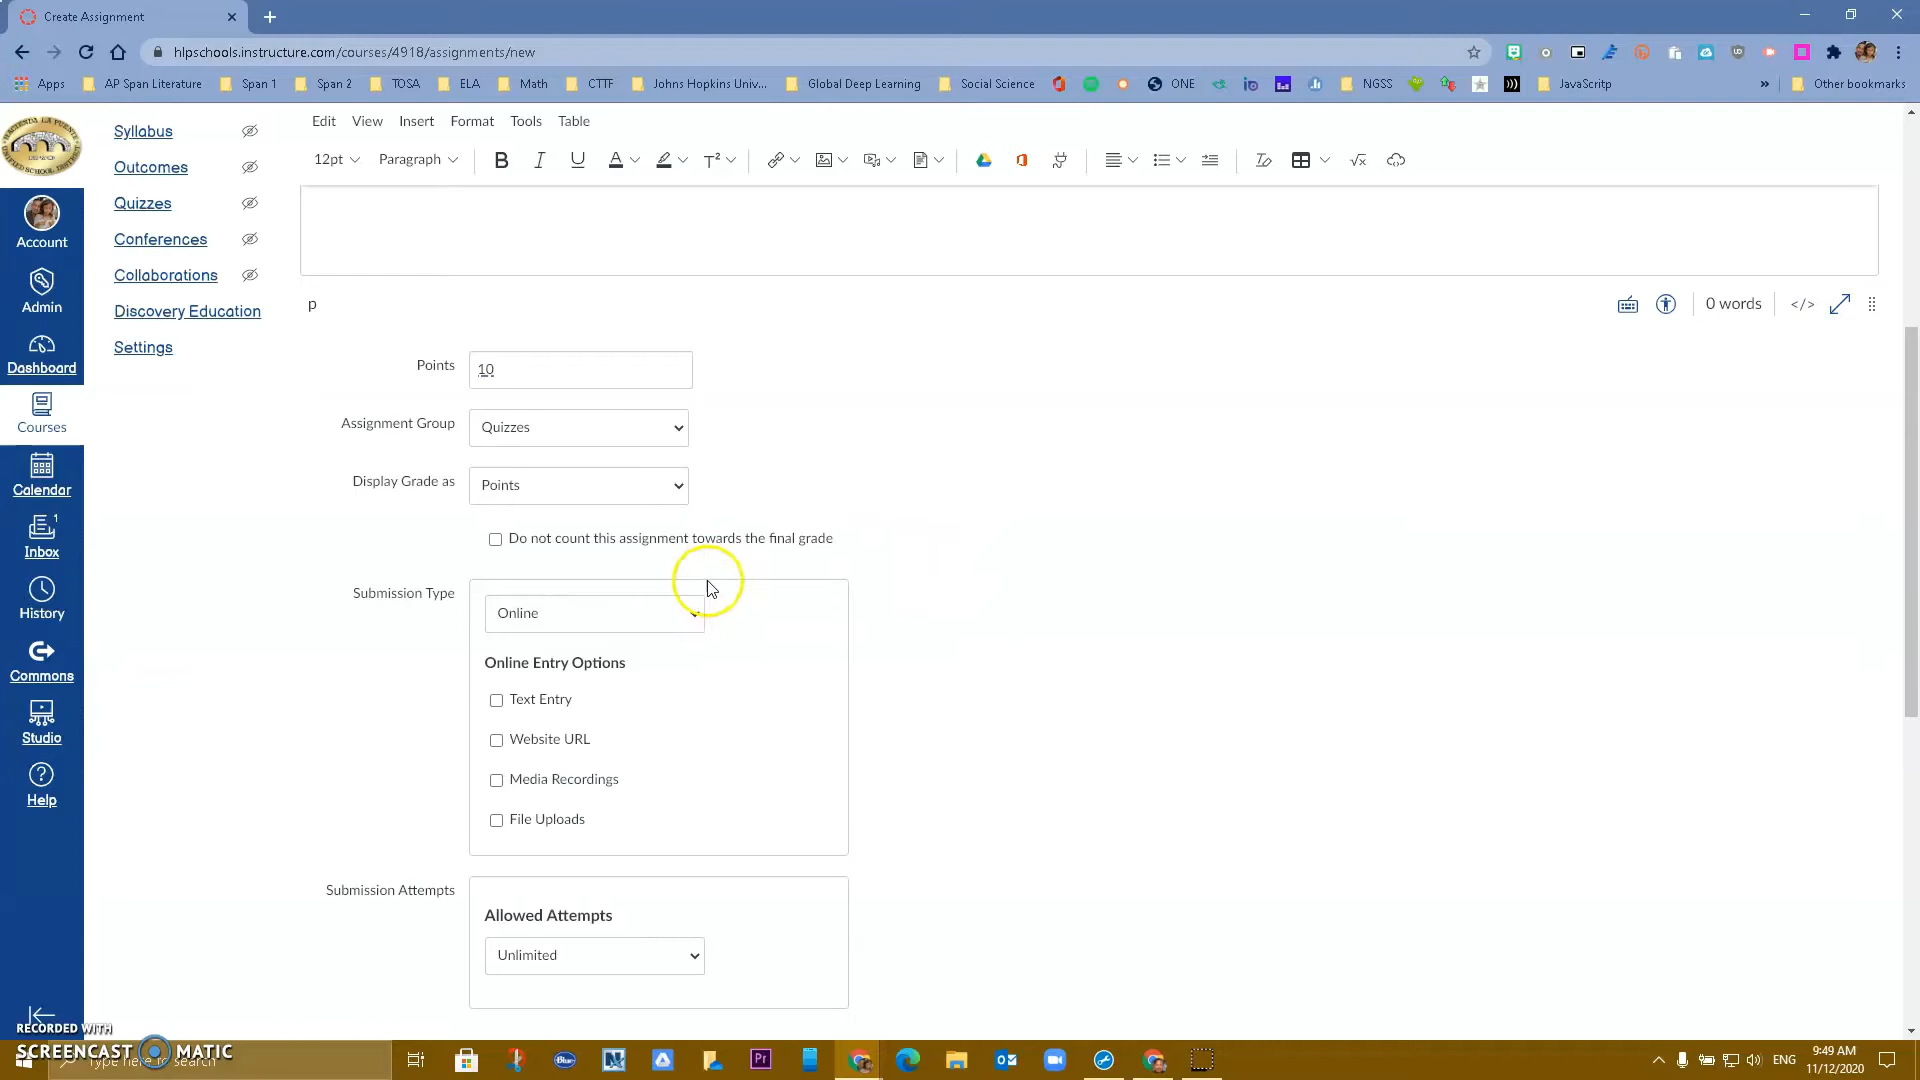 Create Assignment
hlpschools.instructure.com/courses/4918/assignments/new
Apps AP Span Literature Span 1 Span 2 TOSA ELA Math CTTF Johns Hopkins Univ... Global Deep Learning Social Science ONE NGSS JavaScritp » Other bookmarks
Edit View Insert Format Tools Table
12pt Paragraph
Syllabus
Outcomes
Quizzes
Conferences
Collaborations
Discovery Education
Settings
Account
Admin
Dashboard
Courses
Calendar
Inbox 1
History
Commons
Studio
Help
p
0 words </>
Points 10
Assignment Group Quizzes
Display Grade as Points
Do not count this assignment towards the final grade
Submission Type Online
Online Entry Options
Text Entry
Website URL
Media Recordings
File Uploads
Submission Attempts
Allowed Attempts
Unlimited
RECORDED WITH
SCREENCAST MATIC
Type here to search
ENG
9:49 AM
11/12/2020